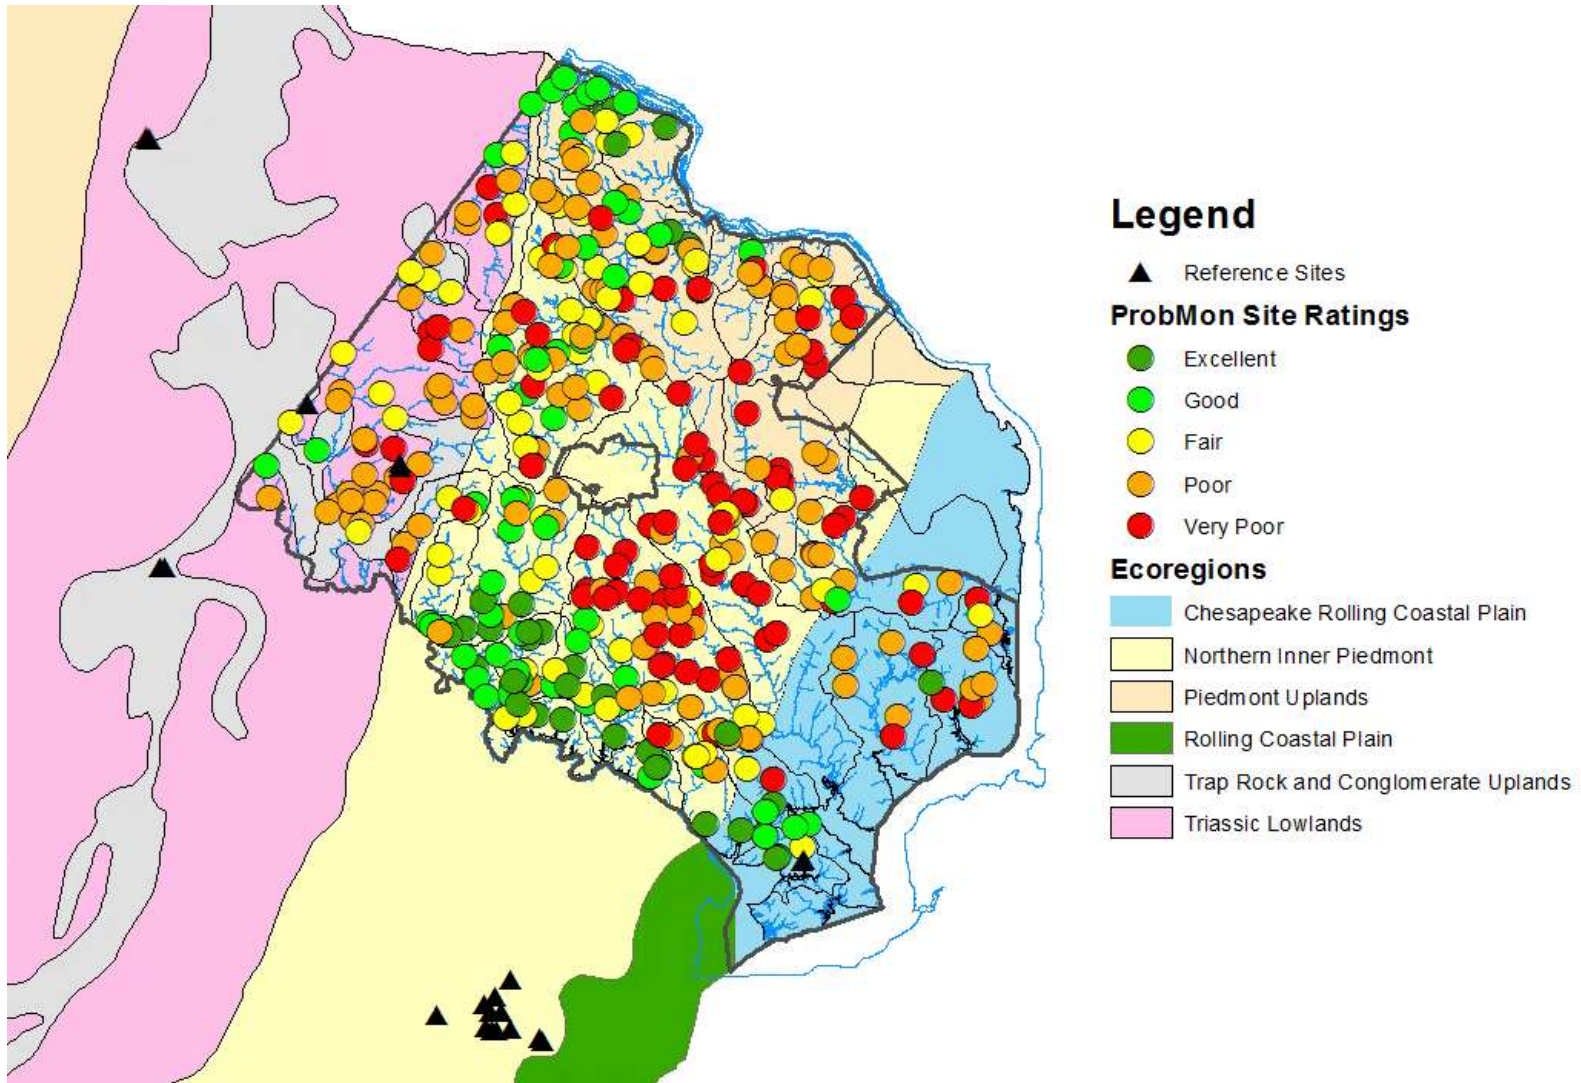 Legend
Reference Sites
ProbMon Site Ratings
Excellent
Good
Fair
Poor
Very Poor
Ecoregions
Chesapeake Rolling Coastal Plain
Northern Inner Piedmont
Piedmont Uplands
Rolling Coastal Plain
Trap Rock and Conglomerate Uplands
Triassic Lowlands